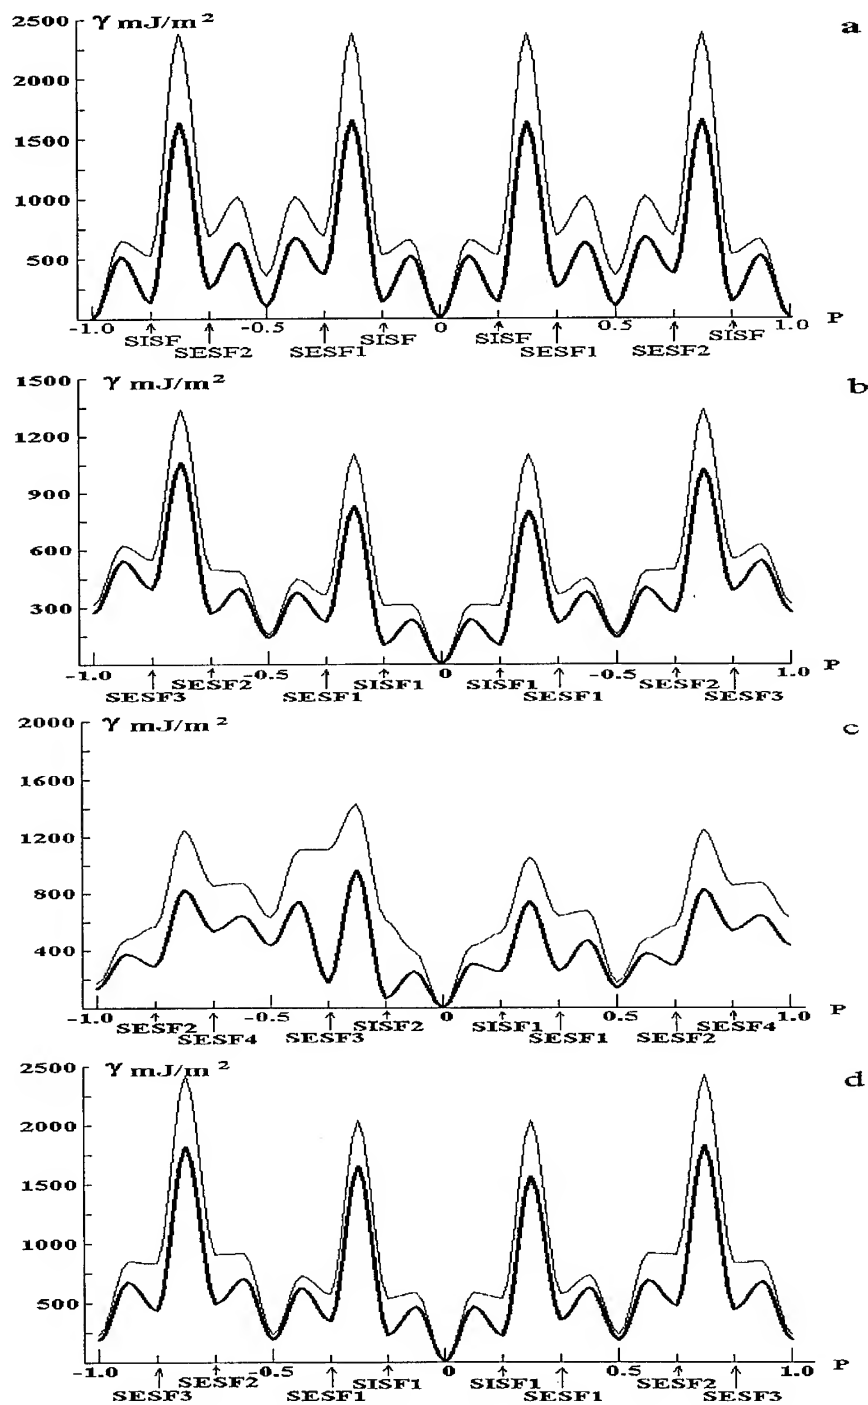 γ mJ/m²
a
2500
2000
1500
1000
500
-1.0 -0.5 0 0.5 1.0 P
↑ ↑ ↑ ↑ ↑ ↑ ↑ ↑
SISF SESF2 SESF1 SISF SISF SESF1 SESF2 SISF
γ mJ/m²
b
1500
1200
900
600
300
-1.0 -0.5 0 -0.5 1.0 P
↑ ↑ ↑ ↑ ↑ ↑ ↑ ↑
SESF3 SESF2 SESF1 SISF1 SISF1 SESF1 SESF2 SESF3
γ mJ/m²
c
2000
1600
1200
800
400
-1.0 -0.5 0 0.5 1.0 P
↑ ↑ ↑ ↑ ↑ ↑ ↑ ↑
SESF2 SESF4 SESF3 SISF2 SISF1 SESF1 SESF2 SESF4
γ mJ/m²
d
2500
2000
1500
1000
500
-1.0 -0.5 0 0.5 1.0 P
↑ ↑ ↑ ↑ ↑ ↑ ↑ ↑
SESF3 SESF2 SESF1 SISF1 SISF1 SESF1 SESF2 SESF3